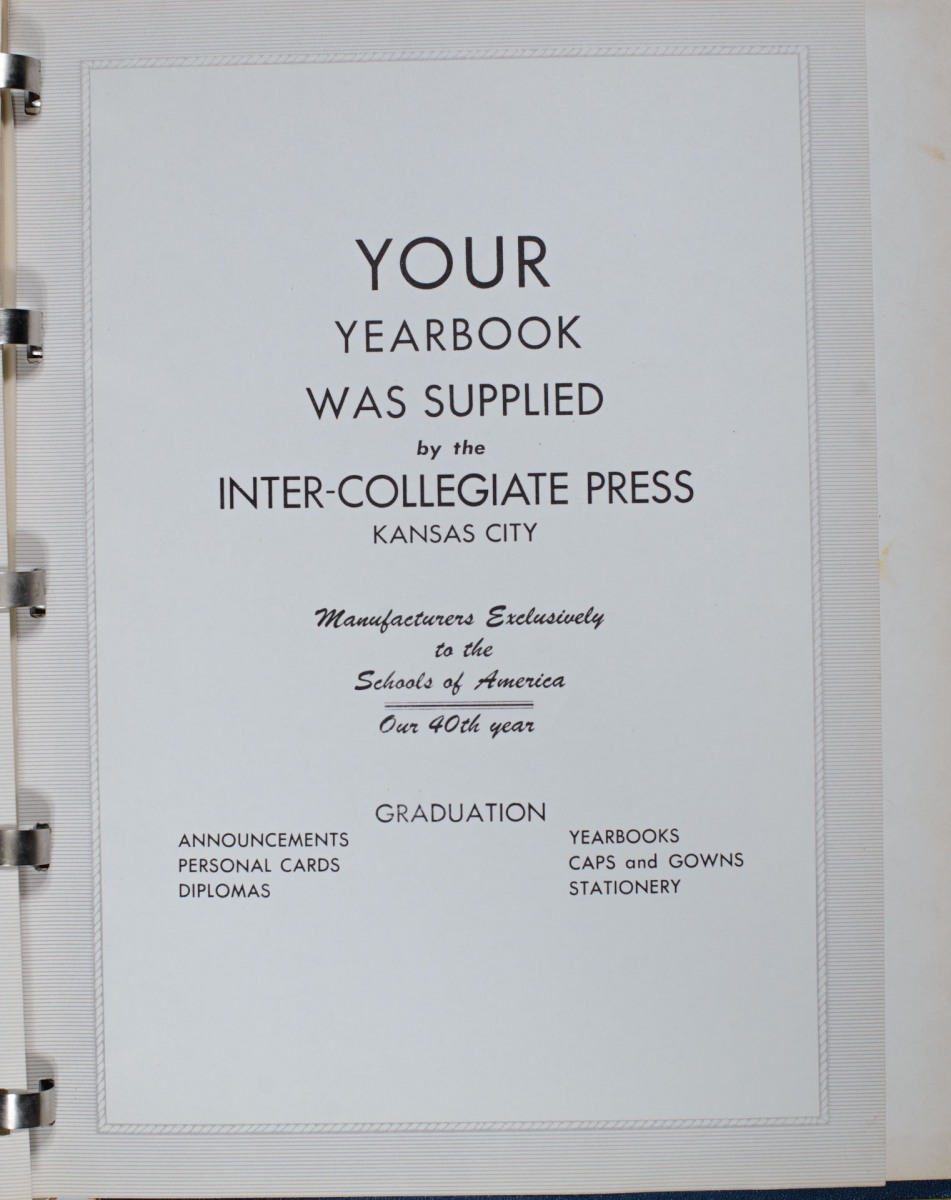 YOUR
YEARBOOK
WAS SUPPLIED
by the
INTER-COLLEGIATE PRESS
KANSAS CITY
Manufacturers Exclusively
to the
Schools of America
Our 40th year
GRADUATION
ANNOUNCEMENTS
PERSONAL CARDS
DIPLOMAS
YEARBOOKS
CAPS and GOWNS
STATIONERY